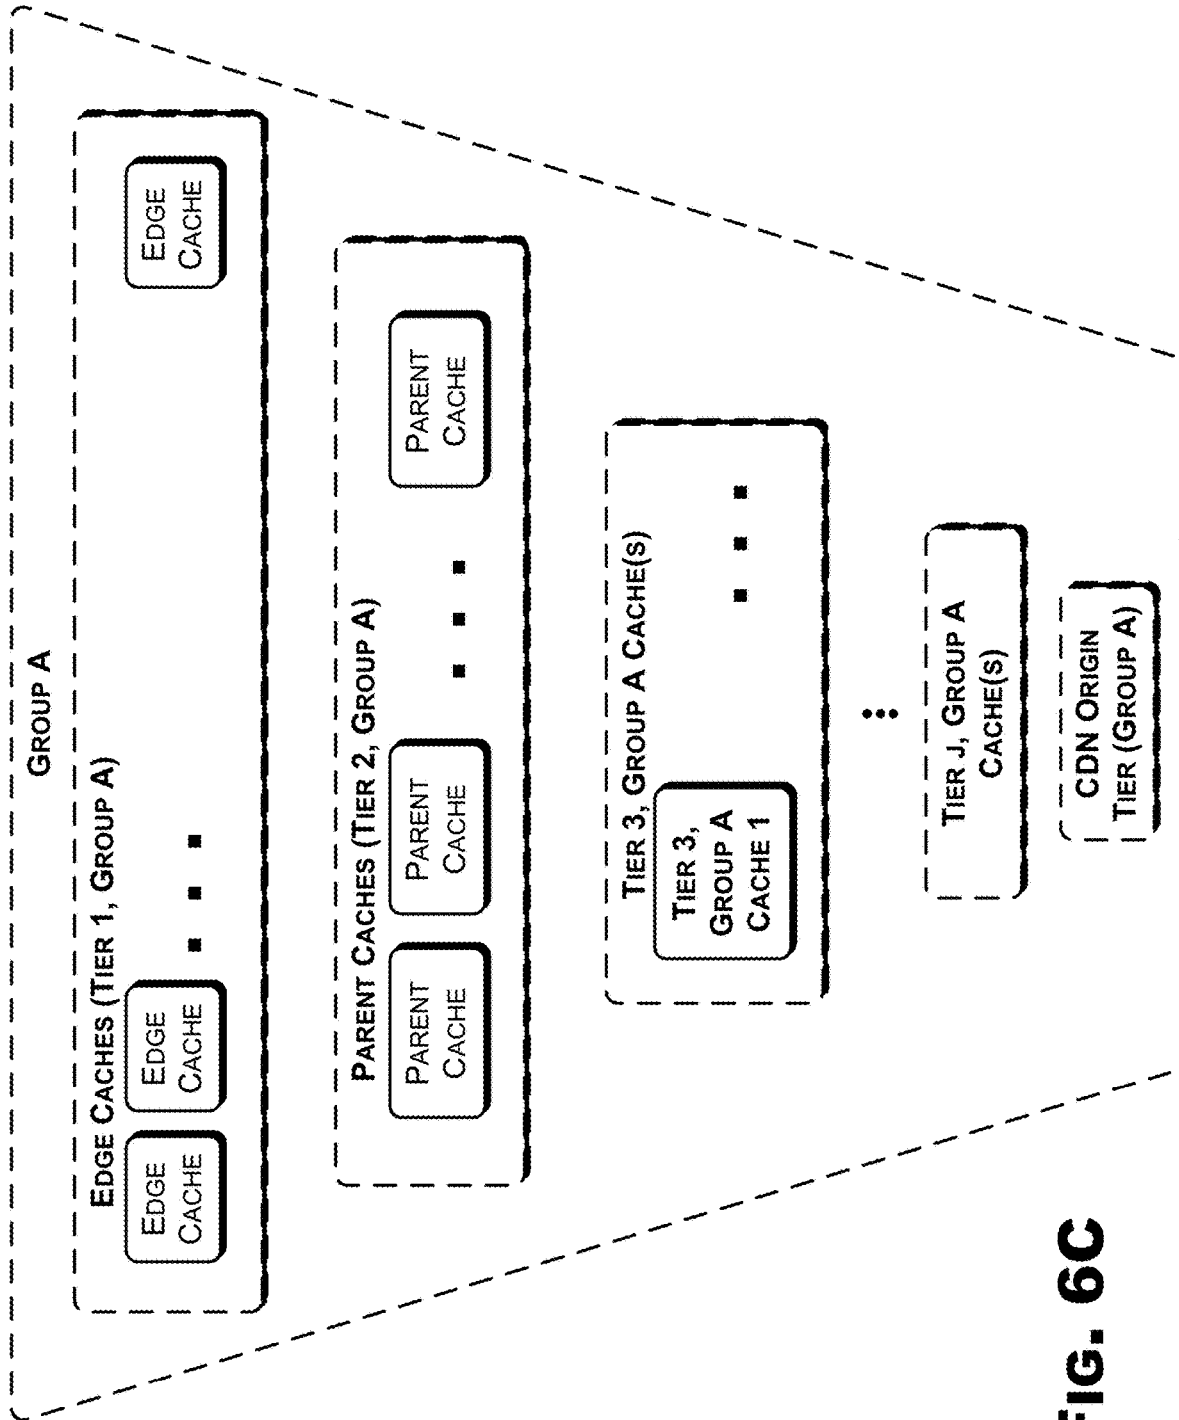 GROUP A
EDGE CACHES (TIER 1, GROUP A)
EDGE
CACHE
EDGE
CACHE
EDGE
CACHE
PARENT CACHES (TIER 2, GROUP A)
PARENT
CACHE
PARENT
CACHE
PARENT
CACHE
TIER 3, GROUP A CACHE(S)
TIER 3,
GROUP A
CACHE 1
TIER J, GROUP A
CACHE(S)
CDN ORIGIN
TIER (GROUP A)
FIG. 6C